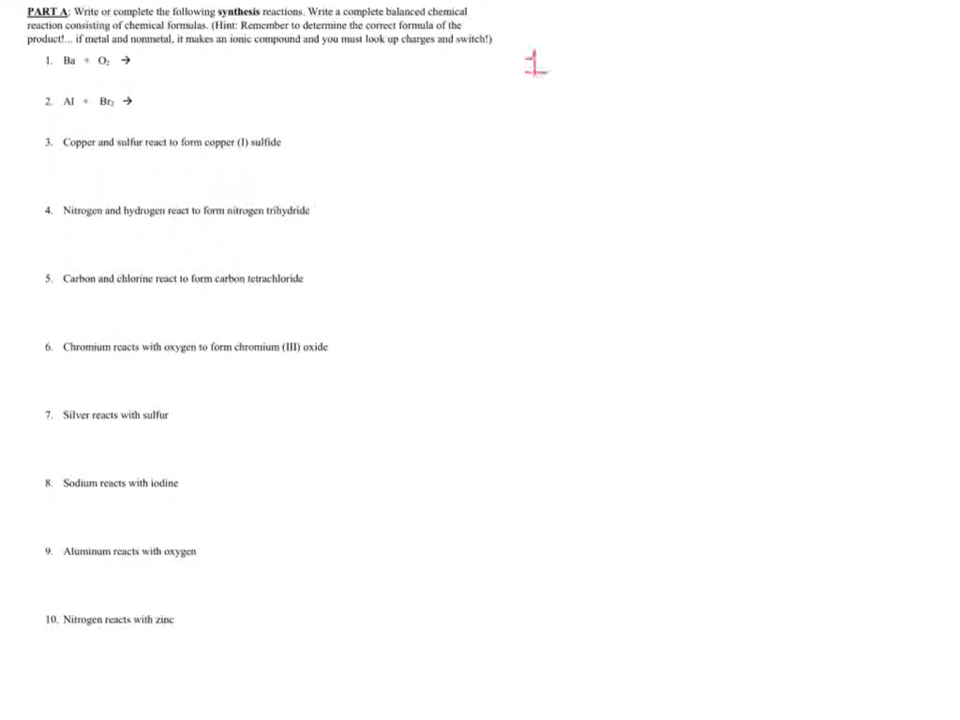 PART A: Write or complete the following synthesis reactions. Write a complete balanced chemical
reaction consisting of chemical formulas. (Hint: Remember to determine the correct formula of the
product!... if metal and nonmetal, it makes an ionic compound and you must look up charges and switch!)
1. Ba + O₂ →
1
2. Al + Br₂ →
3. Copper and sulfur react to form copper (I) sulfide
4. Nitrogen and hydrogen react to form nitrogen trihydride
5. Carbon and chlorine react to form carbon tetrachloride
6. Chromium reacts with oxygen to form chromium (III) oxide
7. Silver reacts with sulfur
8. Sodium reacts with iodine
9. Aluminum reacts with oxygen
10. Nitrogen reacts with zinc